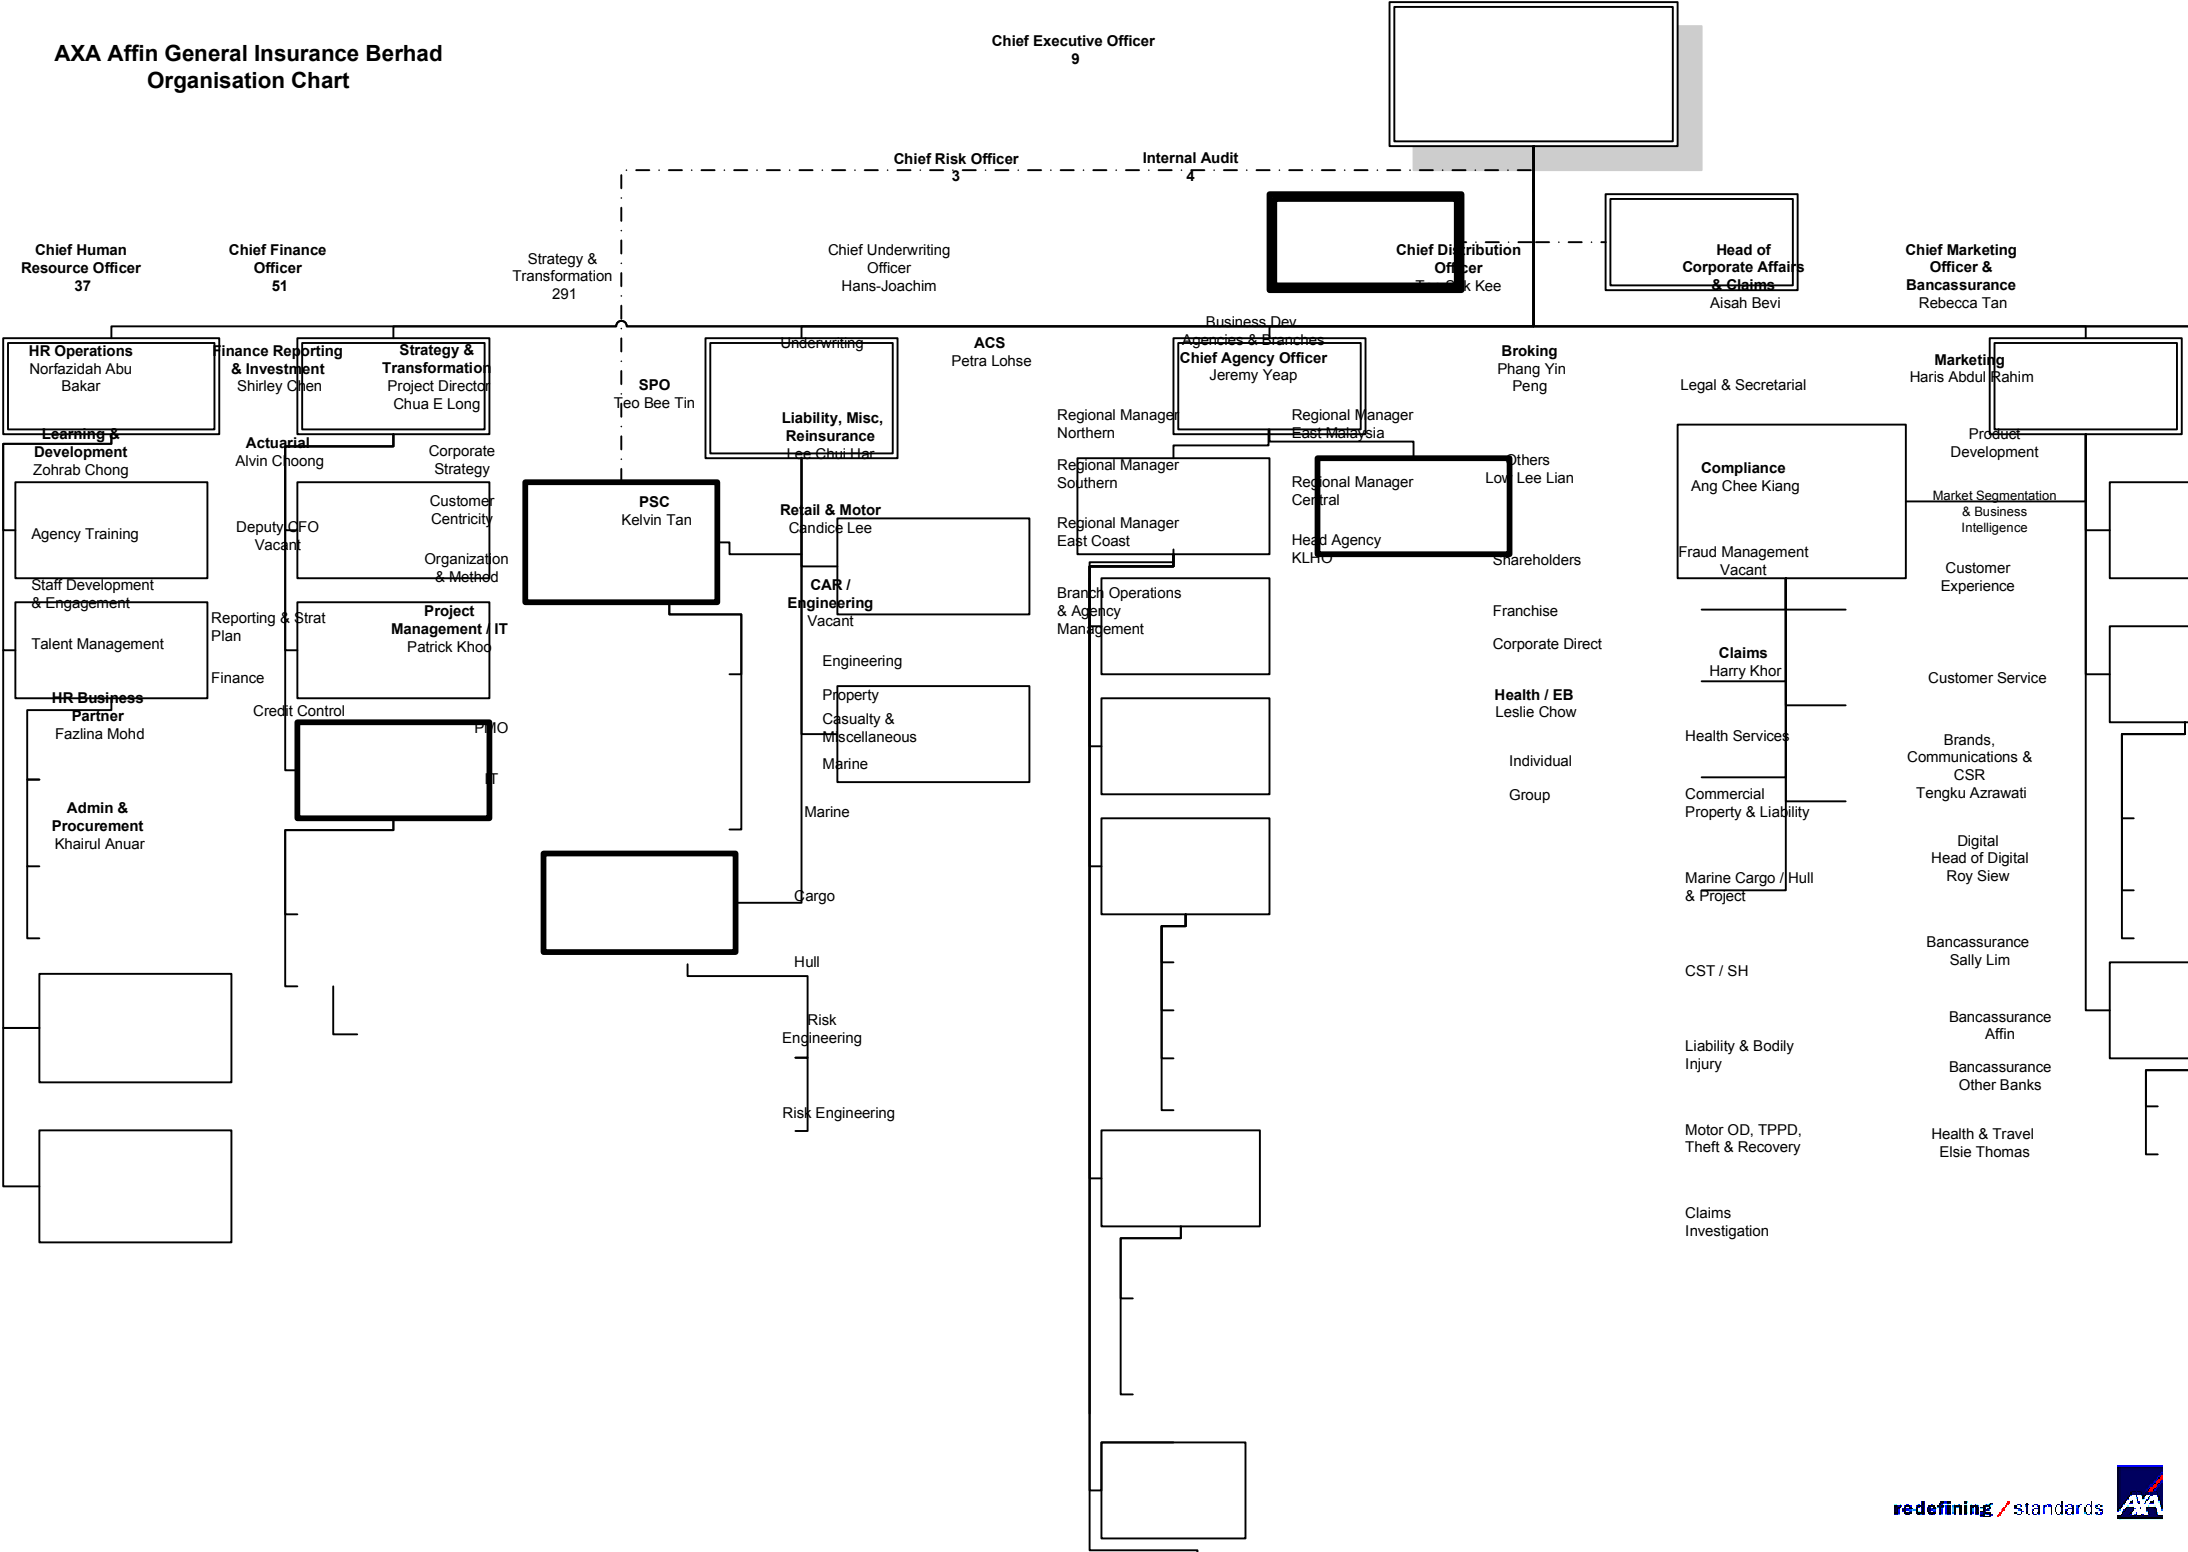 AXA Affin General Insurance Berhad
Organisation Chart
Chief Executive Officer
9
Chief Risk Officer
3
Internal Audit
4
Chief Human
Resource Officer
37
Chief Finance
Officer
51
Strategy &
Transformation
291
Chief Underwriting
Officer
Hans-Joachim
Chief Distribution
Officer
Kee
Head of
Corporate Affairs
& Claims
Aisah Bevi
Chief Marketing
Officer &
Bancassurance
Rebecca Tan
HR Operations
Norfazidah Abu
Bakar
Learning &
Development
Zohrab Chong
Agency Training
Staff Development
& Engagement
Talent Management
HR Business
Partner
Fazlina Mohd
Admin &
Procurement
Khairul Anuar
Finance Reporting
& Investment
Shirley Chen
Actuarial
Alvin Choong
Deputy CFO
Vacant
Reporting & Strat
Plan
Finance
Credit Control
Strategy &
Transformation
Project Director
Chua E Long
Corporate
Strategy
Customer
Centricity
Organization
& Method
Project
Management / IT
Patrick Khoo
PMO
IT
SPO
Teo Bee Tin
PSC
Kelvin Tan
Underwriting
Liability, Misc,
Reinsurance
Lee Chui Har
Retail & Motor
Candice Lee
CAR /
Engineering
Vacant
Engineering
Property
Casualty &
Miscellaneous
Marine
Marine
Cargo
Hull
Risk
Engineering
Risk Engineering
ACS
Petra Lohse
Business Dev
Agencies & Branches
Chief Agency Officer
Jeremy Yeap
Regional Manager
Northern
Regional Manager
Southern
Regional Manager
East Coast
Branch Operations
& Agency
Management
Regional Manager
East Malaysia
Regional Manager
Central
Head Agency
KLHO
Broking
Phang Yin
Peng
Others
Low Lee Lian
Shareholders
Franchise
Corporate Direct
Health / EB
Leslie Chow
Individual
Group
Legal & Secretarial
Compliance
Ang Chee Kiang
Fraud Management
Vacant
Claims
Harry Khor
Health Services
Commercial
Property & Liability
Marine Cargo / Hull
& Project
CST / SH
Liability & Bodily
Injury
Motor OD, TPPD,
Theft & Recovery
Claims
Investigation
Marketing
Haris Abdul Rahim
Product
Development
Market Segmentation
& Business
Intelligence
Customer
Experience
Customer Service
Brands,
Communications &
CSR
Tengku Azrawati
Digital
Head of Digital
Roy Siew
Bancassurance
Sally Lim
Bancassurance
Affin
Bancassurance
Other Banks
Health & Travel
Elsie Thomas
redefining / standards
AXA